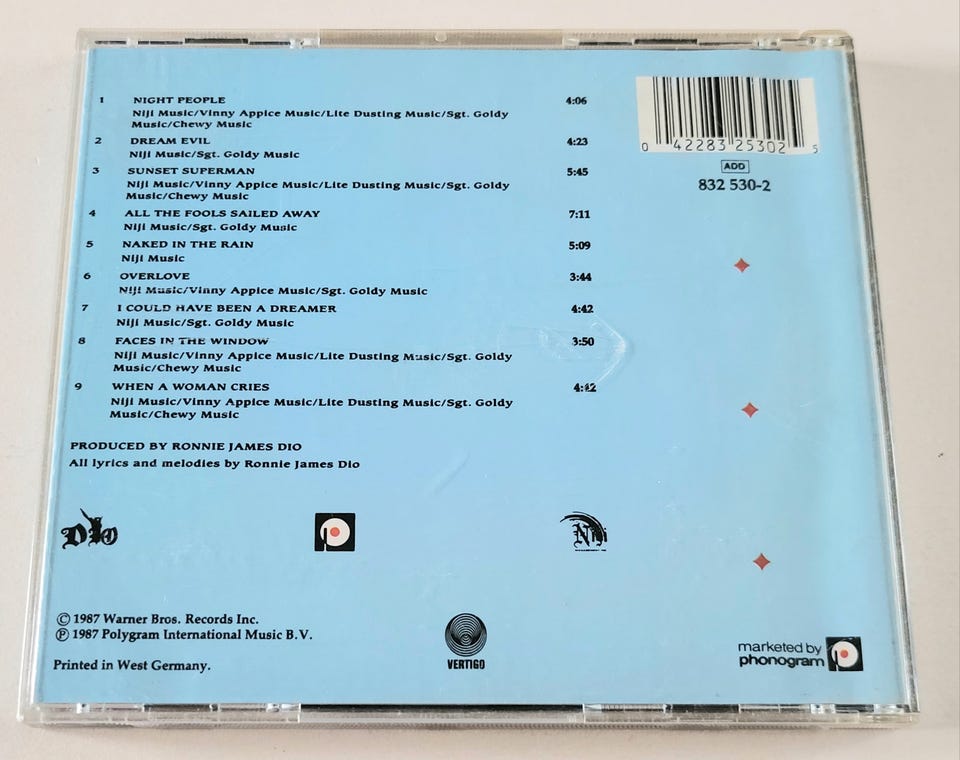 1 NIGHT PEOPLE 4:06
Niji Music/Vinny Appice Music/Lite Dusting Music/Sgt. Goldy
Music/Chewy Music
2 DREAM EVIL 4:23
Niji Music/Sgt. Goldy Music
3 SUNSET SUPERMAN 5:45
Niji Music/Vinny Appice Music/Lite Dusting Music/Sgt. Goldy
Music/Chewy Music
4 ALL THE FOOLS SAILED AWAY 7:11
Niji Music/Sgt. Goldy Music
5 NAKED IN THE RAIN 5:09
Niji Music
6 OVERLOVE 3:44
Niji Music/Vinny Appice Music/Sgt. Goldy Music
7 I COULD HAVE BEEN A DREAMER 4:42
Niji Music/Sgt. Goldy Music
8 FACES IN THE WINDOW 3:50
Niji Music/Vinny Appice Music/Lite Dusting Music/Sgt. Goldy
Music/Chewy Music
9 WHEN A WOMAN CRIES 4:42
Niji Music/Vinny Appice Music/Lite Dusting Music/Sgt. Goldy
Music/Chewy Music
PRODUCED BY RONNIE JAMES DIO
All lyrics and melodies by Ronnie James Dio
0 42283 25302 5
ADD
832 530-2
DIO
Niji
© 1987 Warner Bros. Records Inc.
℗ 1987 Polygram International Music B.V.
Printed in West Germany.
VERTIGO
marketed by
phonogram